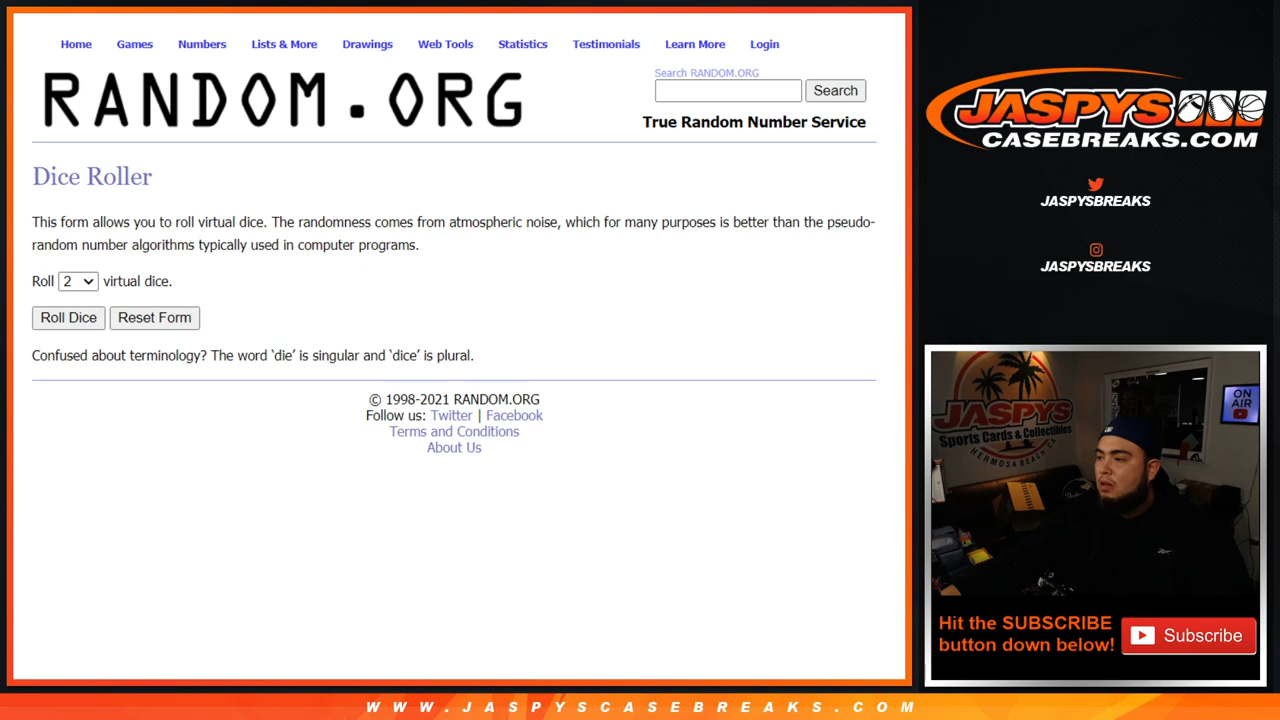 Home Games Numbers Lists & More Drawings Web Tools Statistics Testimonials Learn More Login
RANDOM.ORG
Search RANDOM.ORG
Search
True Random Number Service
Dice Roller
This form allows you to roll virtual dice. The randomness comes from atmospheric noise, which for many purposes is better than the pseudo-
random number algorithms typically used in computer programs.
Roll 2 virtual dice.
Roll Dice Reset Form
Confused about terminology? The word ‘die’ is singular and ‘dice’ is plural.
© 1998-2021 RANDOM.ORG
Follow us: Twitter | Facebook
Terms and Conditions
About Us
JASPYS
CASEBREAKS.COM
JASPYSBREAKS
JASPYSBREAKS
JASPYS
Sports Cards & Collectibles
HERMOSA BEACH, CA
ON
AIR
Hit the SUBSCRIBE
button down below!
Subscribe
WWW.JASPYSCASEBREAKS.COM